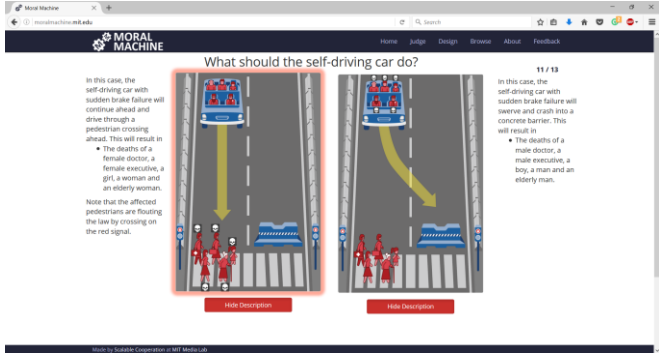 Moral Machine
moralmachine.mit.edu
Search
MORAL
MACHINE
Home Judge Design Browse About Feedback
What should the self-driving car do?
11 / 13
In this case, the
self-driving car with
sudden brake failure will
continue ahead and
drive through a
pedestrian crossing
ahead. This will result in
The deaths of a
female doctor, a
female executive, a
girl, a woman and
an elderly woman.
Note that the affected
pedestrians are flouting
the law by crossing on
the red signal.
In this case, the
self-driving car with
sudden brake failure will
swerve and crash into a
concrete barrier. This
will result in
The deaths of a
male doctor, a
male executive, a
boy, a man and an
elderly man.
Hide Description
Hide Description
Made by Scalable Cooperation at MIT Media Lab